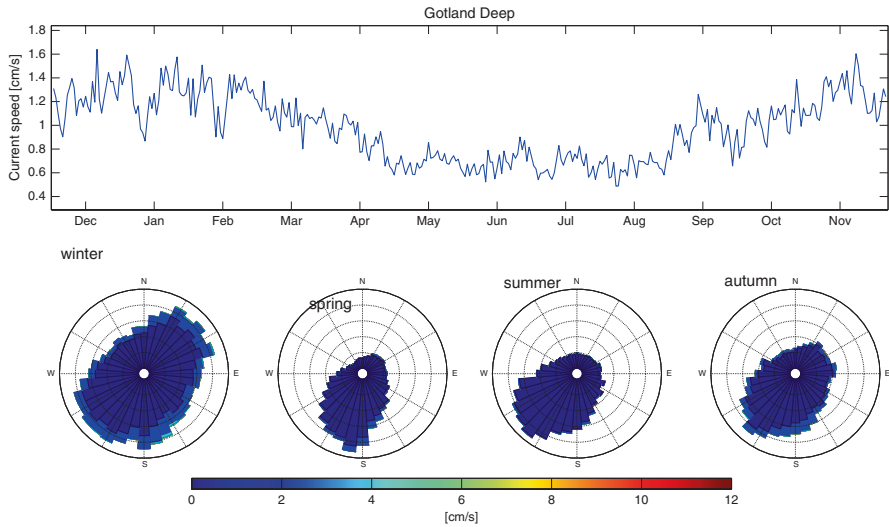 Gotland Deep
Current speed [cm/s]
1.8
1.6
1.4
1.2
1
0.8
0.6
0.4
Dec Jan Feb Mar Apr May Jun Jul Aug Sep Oct Nov
winter
spring
summer
autumn
N
W E
S
N
W E
S
N
W E
S
N
W E
S
0 2 4 6 8 10 12
[cm/s]